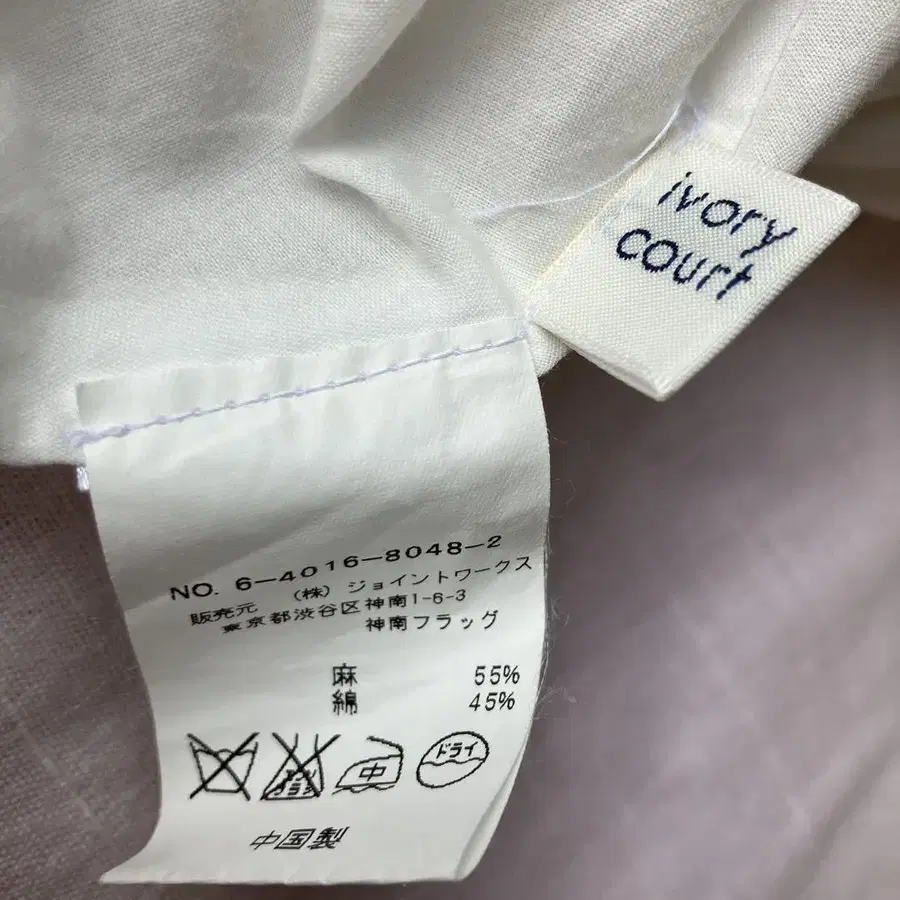 ivory
court
NO. 6-4016-8048-2
販売元 (株) ジョイントワークス
東京都渋谷区神南1-6-3
神南フラッグ
麻 55%
綿 45%
中 ドライ
中国製